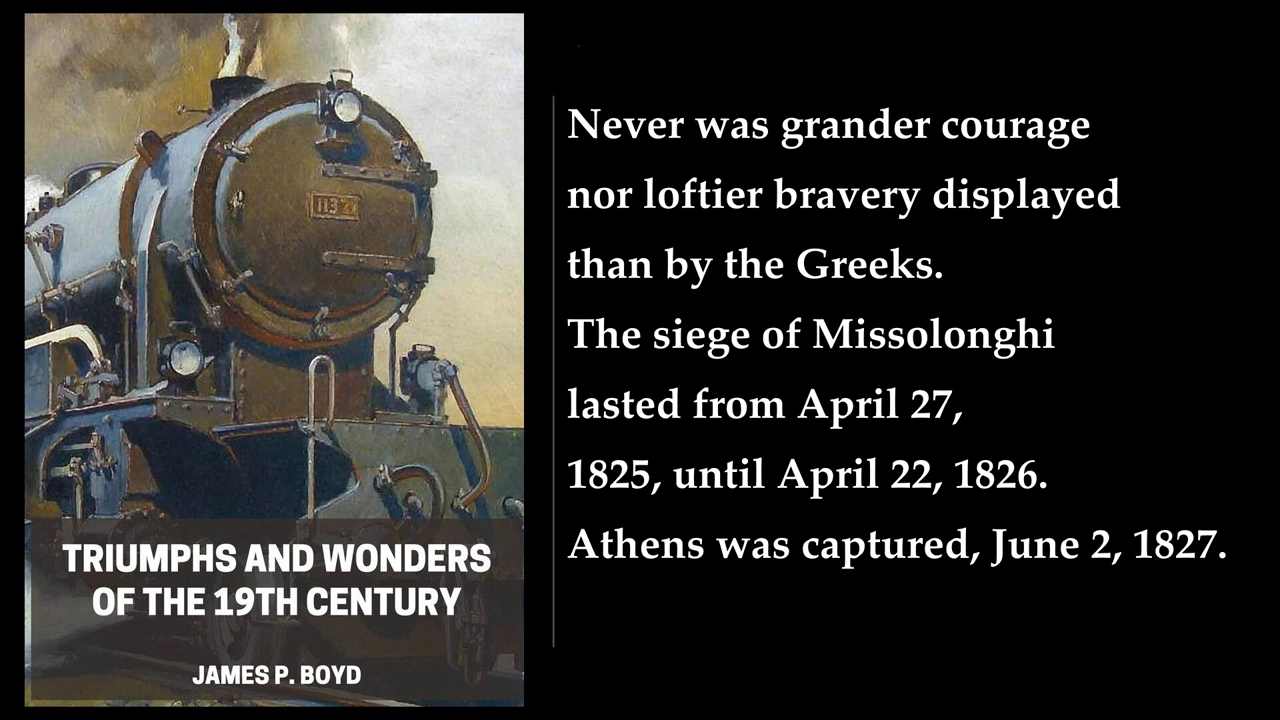 TRIUMPHS AND WONDERS
OF THE 19TH CENTURY
JAMES P. BOYD
Never was grander courage
nor loftier bravery displayed
than by the Greeks.
The siege of Missolonghi
lasted from April 27,
1825, until April 22, 1826.
Athens was captured, June 2, 1827.